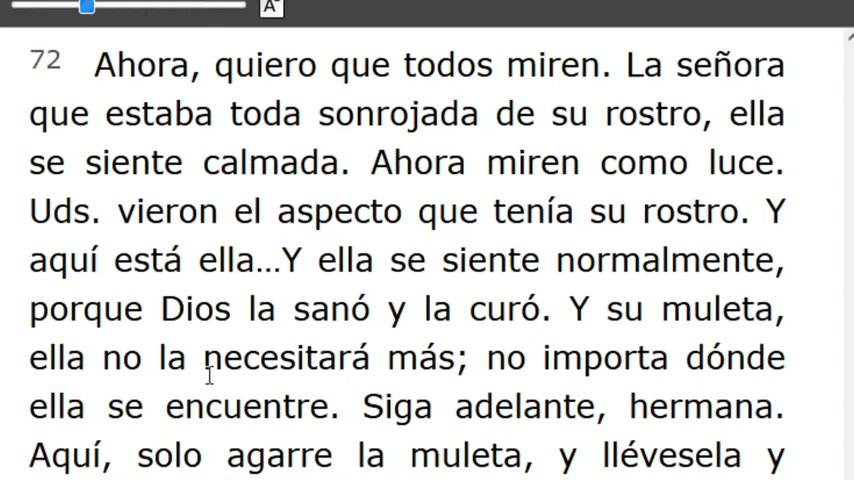 A
72 Ahora, quiero que todos miren. La señora
que estaba toda sonrojada de su rostro, ella
se siente calmada. Ahora miren como luce.
Uds. vieron el aspecto que tenía su rostro. Y
aquí está ella...Y ella se siente normalmente,
porque Dios la sanó y la curó. Y su muleta,
ella no la necesitará más; no importa dónde
ella se encuentre. Siga adelante, hermana.
Aquí, solo agarre la muleta, y llévesela y